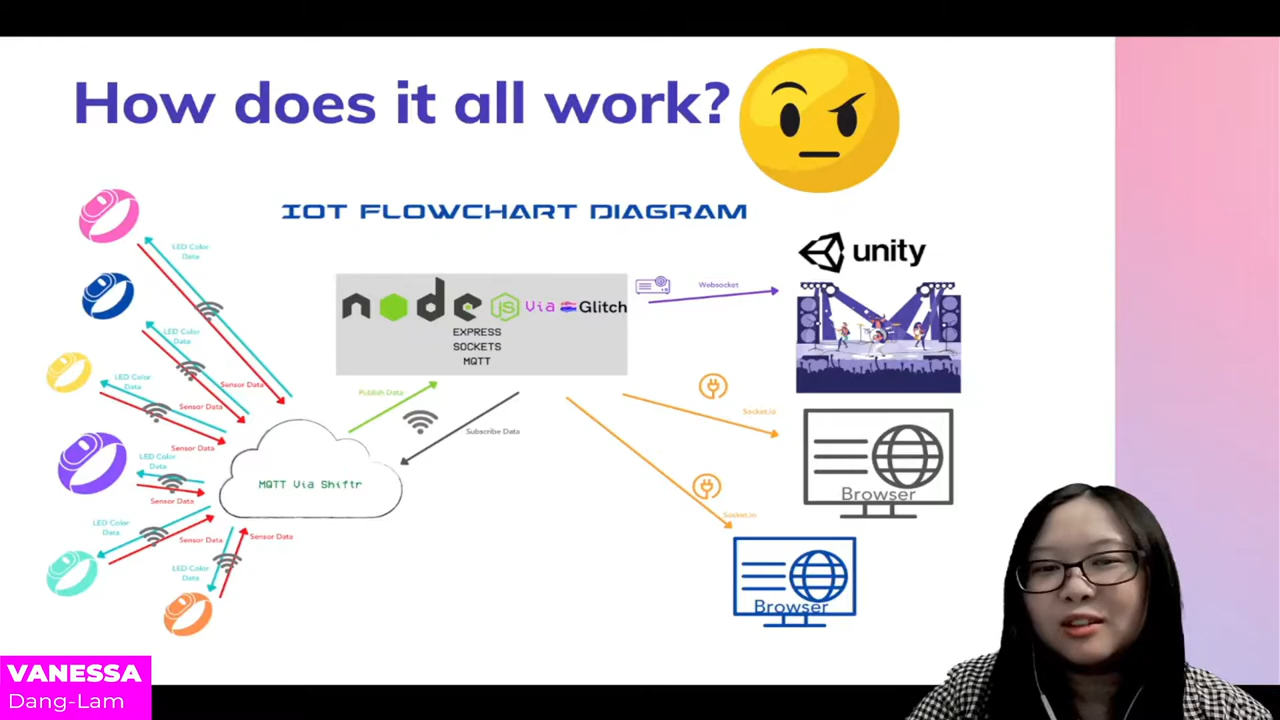 How does it all work?
IOT FLOWCHART DIAGRAM
unity
LED Color
Data
node
JS
Via
Glitch
EXPRESS
SOCKETS
MQTT
Websocket
LED Color
Data
Sensor Data
LED Color
Data
Sensor Data
Publish Data
Socket.io
Sensor Data
Subscribe Data
LED Color
Data
MQTT Via Shiftr
Browser
Sensor Data
LED Color
Data
Sensor Data
Sensor Data
Socket.io
LED Color
Data
Browser
VANESSA
Dang-Lam